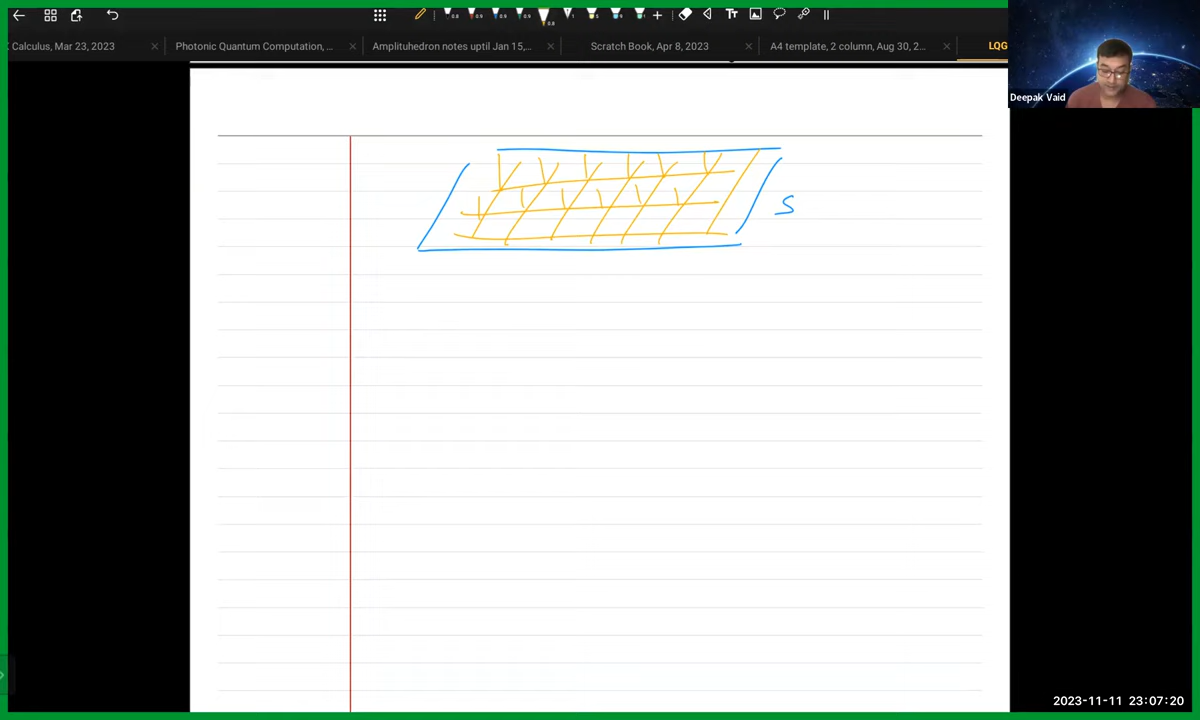 Calculus, Mar 23, 2023
Photonic Quantum Computation, ...
Amplituhedron notes uptil Jan 15,...
Scratch Book, Apr 8, 2023
A4 template, 2 column, Aug 30, 2...
LQG
Tr
Deepak Vaid
S
2023-11-11 23:07:20